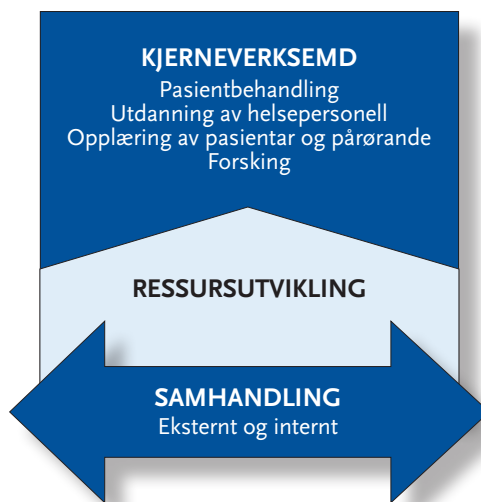 KJERNEVERKSEMD
Pasientbehandling
Utdanning av helsepersonell
Opplæring av pasientar og pårørande
Forsking
RESSURSUTVIKLING
SAMHANDLING
Eksternt og internt